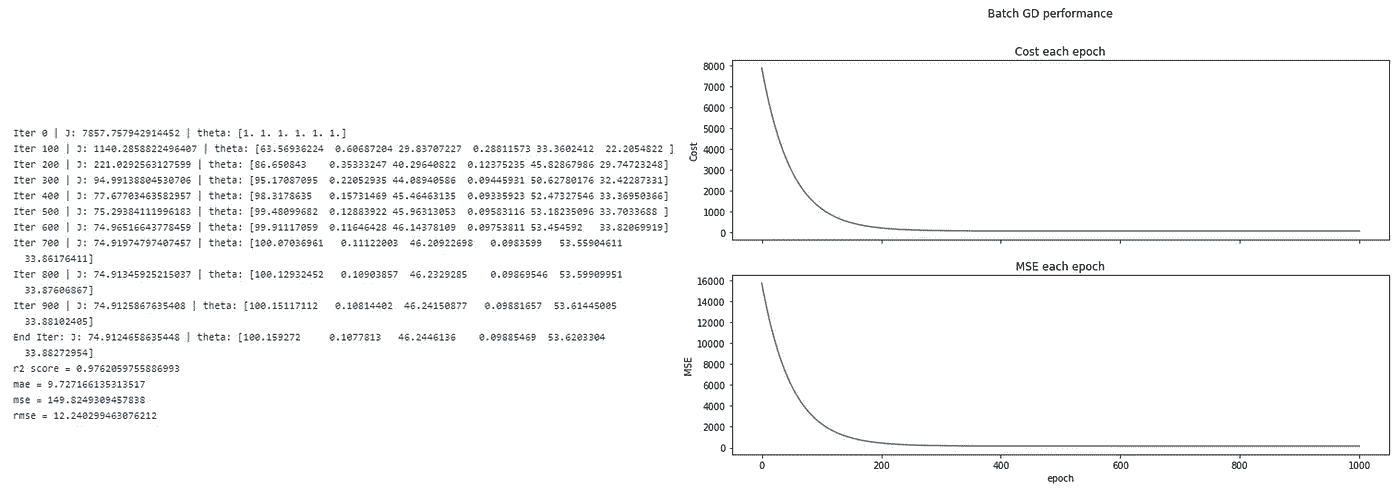 Iter 0 | J: 7857.757942914452 | theta: [1. 1. 1. 1. 1. 1.]
Iter 100 | J: 1140.2858822496407 | theta: [63.56936224 0.60687204 29.83707227 0.28811573 33.3602412 22.2054822 ]
Iter 200 | J: 221.0292563127599 | theta: [86.650843 0.35333247 40.29640822 0.12375235 45.82867986 29.74723248]
Iter 300 | J: 94.99138804530706 | theta: [95.17087095 0.22052935 44.08940586 0.09445931 50.62780176 32.42287331]
Iter 400 | J: 77.67703463582957 | theta: [98.3178635 0.15731469 45.46463135 0.09335923 52.47327546 33.36950366]
Iter 500 | J: 75.29384111996183 | theta: [99.48099682 0.12883922 45.96313053 0.09583116 53.18235096 33.7033688 ]
Iter 600 | J: 74.96516643778459 | theta: [99.91117059 0.11646428 46.14378109 0.09753811 53.454592 33.82069919]
Iter 700 | J: 74.91974797407457 | theta: [100.07036961 0.11122003 46.20922698 0.0983599 53.55904611
33.86176411]
Iter 800 | J: 74.91345925215037 | theta: [100.12932452 0.10903857 46.2329285 0.09869546 53.59909951
33.87606867]
Iter 900 | J: 74.9125867635408 | theta: [100.15117112 0.10814402 46.24150877 0.09881657 53.61445005
33.88102405]
End Iter: J: 74.9124658635448 | theta: [100.159272 0.1077813 46.2446136 0.09885469 53.6203304
33.88272954]
r2 score = 0.9762059755886993
mae = 9.727166135313517
mse = 149.8249309457838
rmse = 12.240299463076212
Batch GD performance
Cost each epoch
8000
7000
6000
5000
4000
3000
2000
1000
0
Cost
MSE each epoch
16000
14000
12000
10000
8000
6000
4000
2000
0
MSE
0 200 400 600 800 1000
epoch